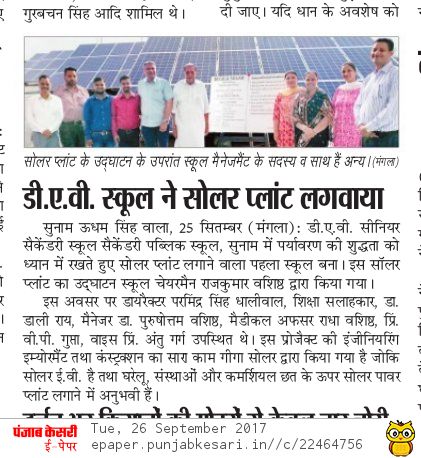 गुरबचन सिंह आदि शामिल थे।
दी जाए। यदि धान के अवशेष को
सोलर प्लांट के उद्घाटन के उपरांत स्कूल मैनेजमैंट के सदस्य व साथ हैं अन्य।(मंगला)
डी.ए.वी. स्कूल ने सोलर प्लांट लगवाया
सुनाम ऊधम सिंह वाला, 25 सितम्बर (मंगला): डी.ए.वी. सीनियर
सैकेंडरी स्कूल सैकेंडरी पब्लिक स्कूल, सुनाम में पर्यावरण की शुद्धता को
ध्यान में रखते हुए सोलर प्लांट लगाने वाला पहला स्कूल बना। इस सॉलर
प्लांट का उद्घाटन स्कूल चेयरमैन राजकुमार वशिष्ठ द्वारा किया गया।
इस अवसर पर डायरैक्टर परमिंद्र सिंह धालीवाल, शिक्षा सलाहकार, डा.
डाली राय, मैनेजर डा. पुरुषोत्तम वशिष्ठ, मैडीकल अफसर राधा वशिष्ठ, प्रिं.
वी.पी. गुप्ता, वाइस प्रिं. अंतु गर्ग उपस्थित थे। इस प्रोजैक्ट की इंजीनियरिंग
इम्योरमैंट तथा कंस्ट्रक्शन का सारा काम गीगा सोलर द्वारा किया गया है जोकि
सोलर ई.वी. है तथा घरेलू, संस्थाओं और कमर्शियल छत के ऊपर सोलर पावर
प्लांट लगाने में अनुभवी हैं।
पंजाब केसरी
ई-पेपर
Tue, 26 September 2017
epaper.punjabkesari.in//c/22464756